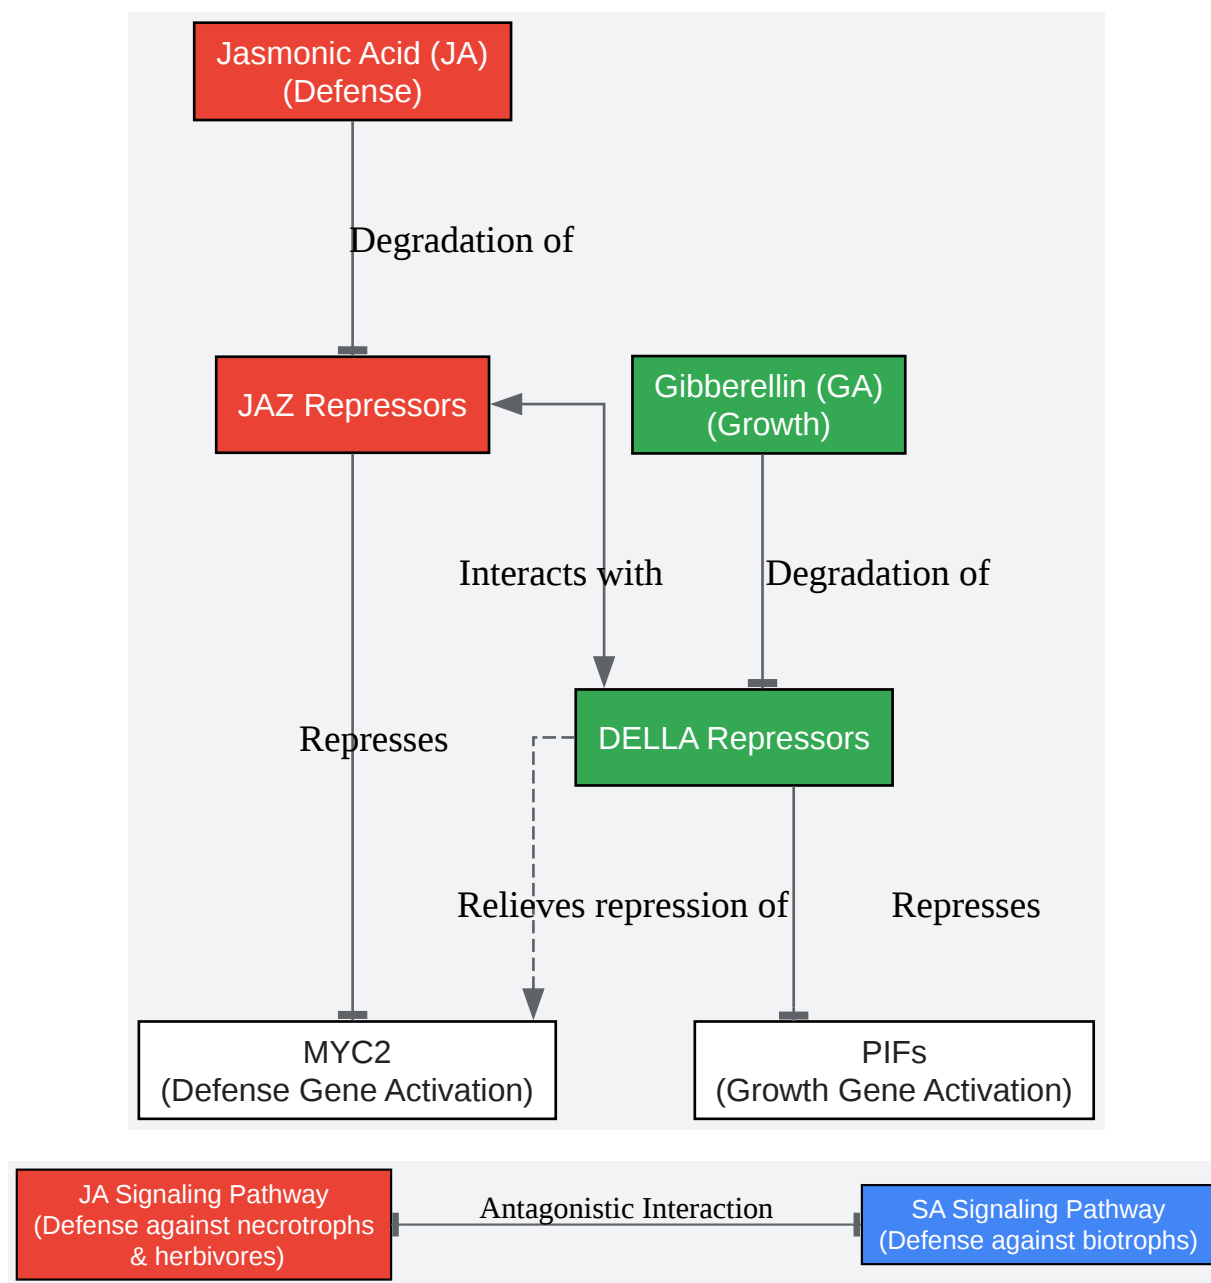 Jasmonic Acid (JA)
(Defense)
Degradation of
JAZ Repressors
Gibberellin (GA)
(Growth)
Interacts with
Degradation of
Represses
DELLA Repressors
Relieves repression of
Represses
MYC2
(Defense Gene Activation)
PIFs
(Growth Gene Activation)
JA Signaling Pathway
(Defense against necrotrophs
& herbivores)
Antagonistic Interaction
SA Signaling Pathway
(Defense against biotrophs)